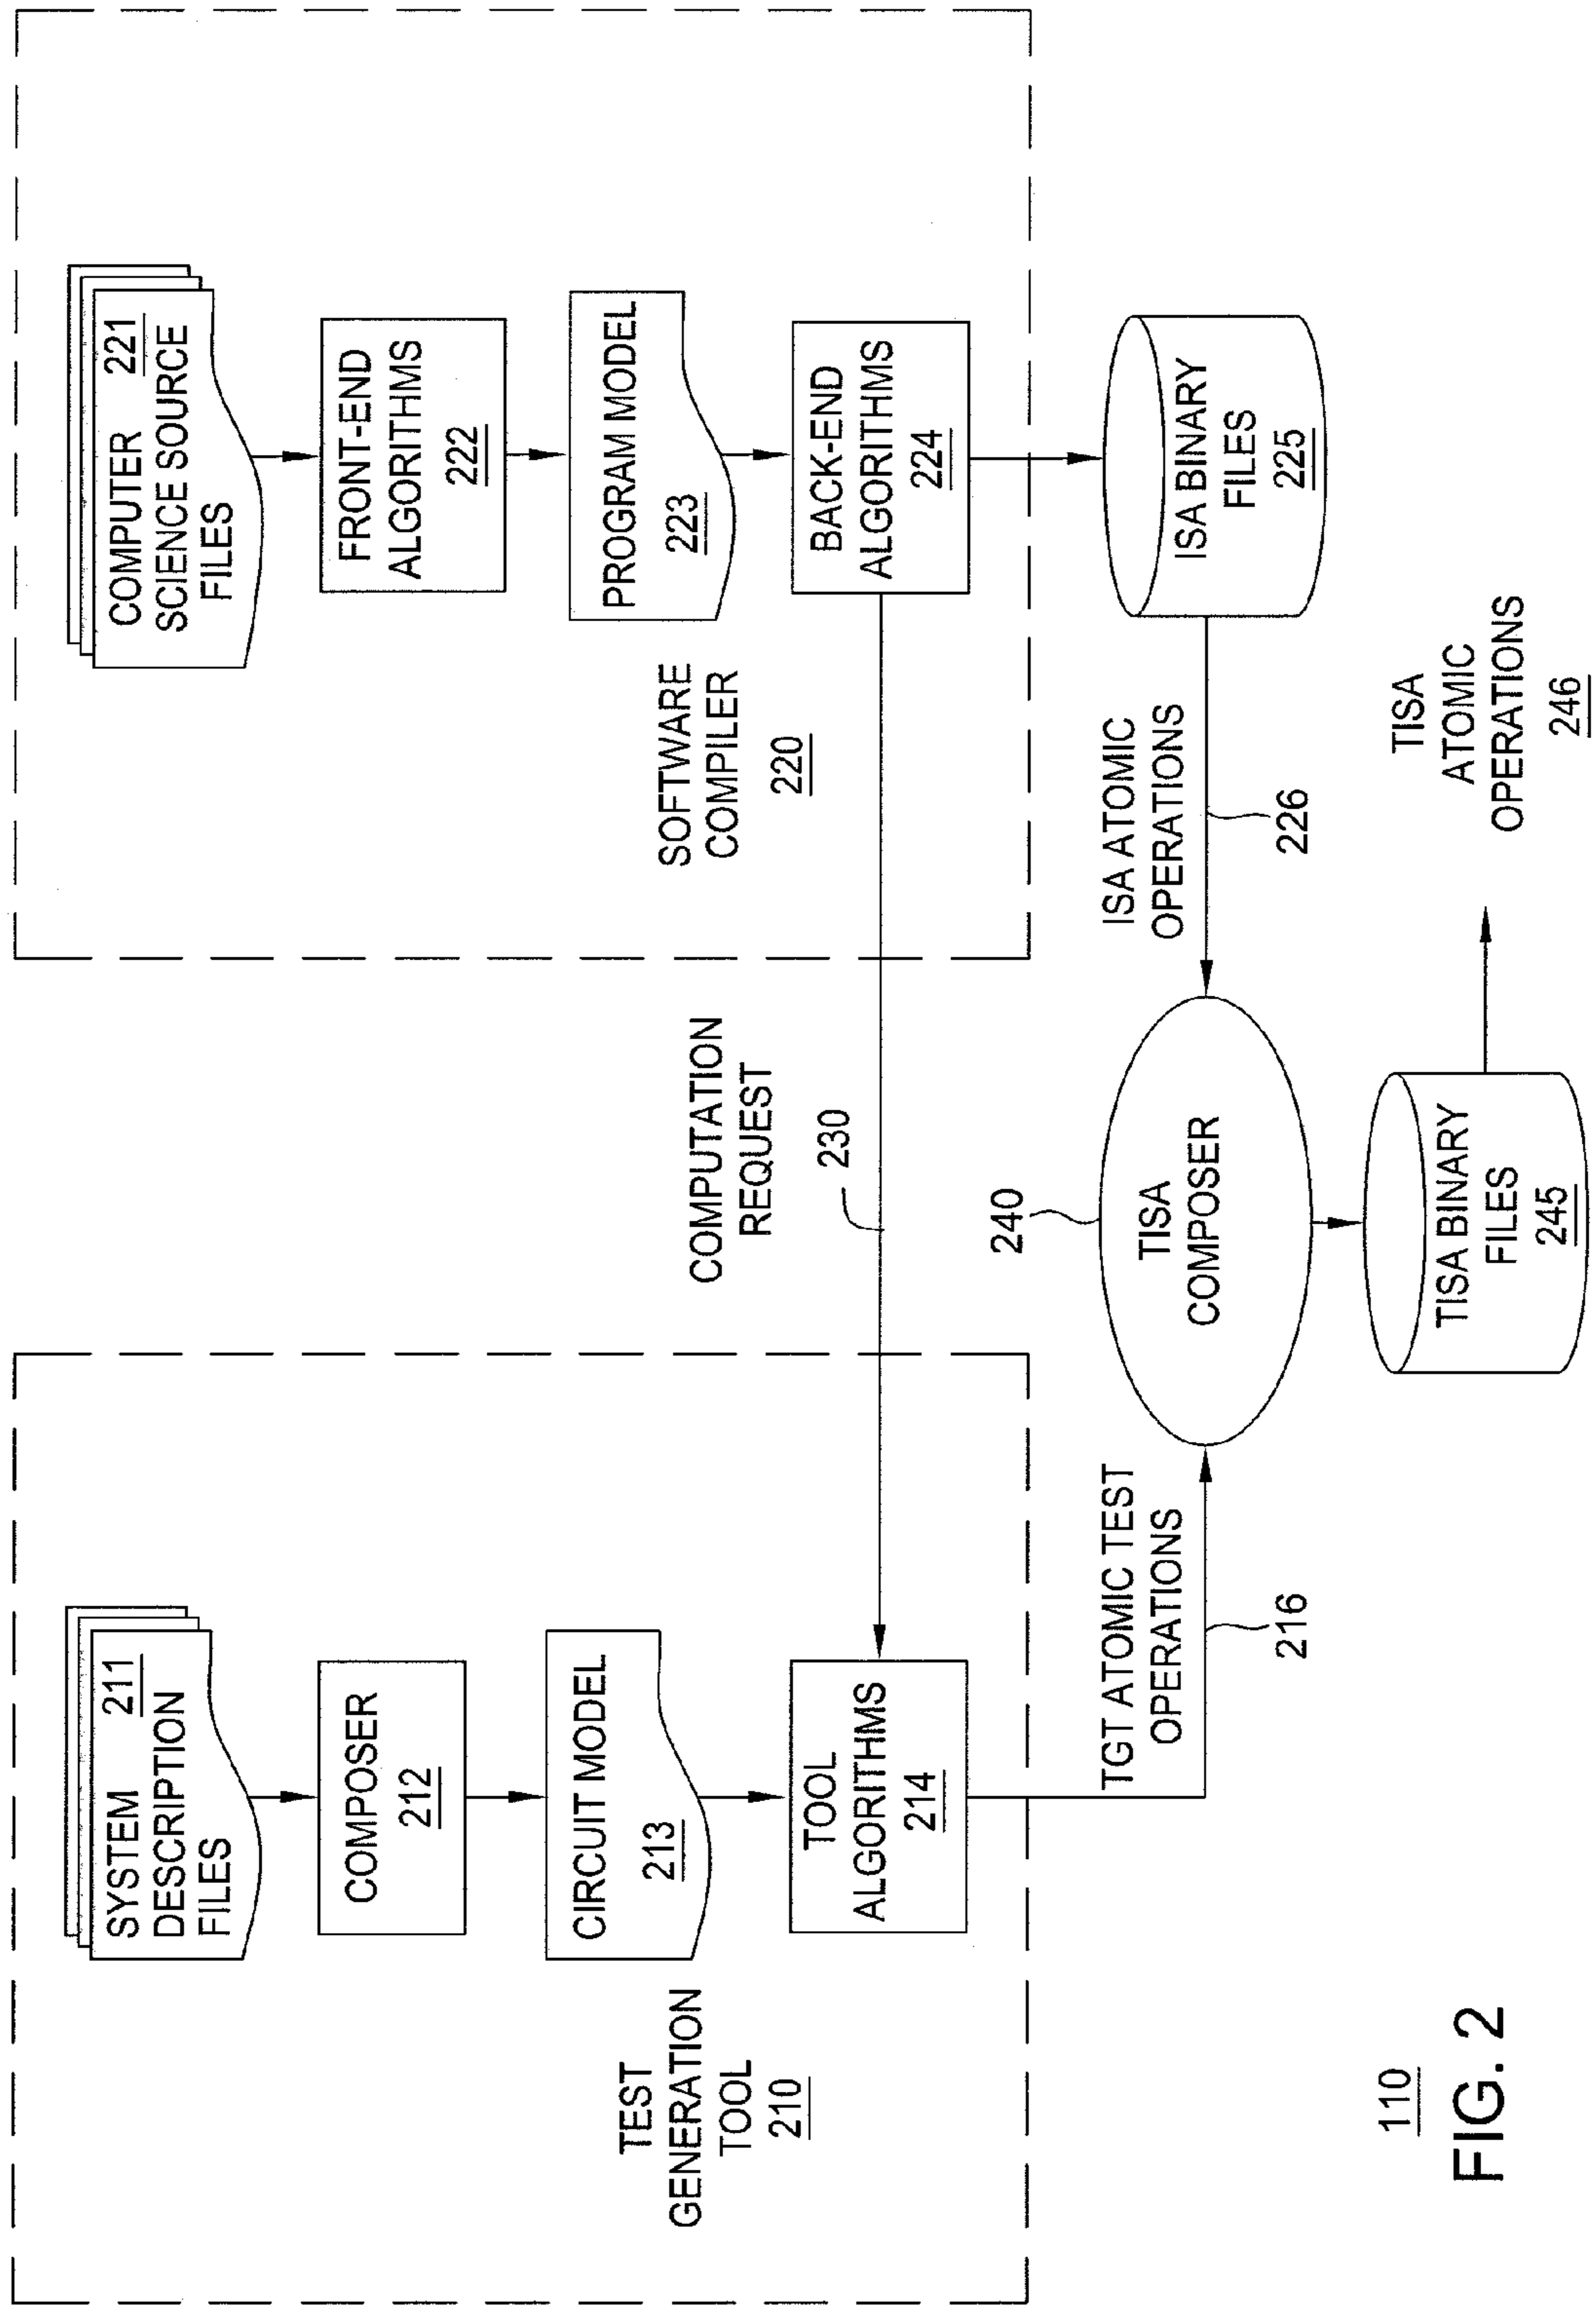 SYSTEM 211
DESCRIPTION
FILES
COMPOSER
212
CIRCUIT MODEL
213
TOOL
ALGORITHMS
214
TEST
GENERATION
TOOL
210
COMPUTATION
REQUEST
230
COMPUTER 221
SCIENCE SOURCE
FILES
FRONT-END
ALGORITHMS
222
PROGRAM MODEL
223
BACK-END
ALGORITHMS
224
SOFTWARE
COMPILER
220
TGT ATOMIC TEST
OPERATIONS
216
240
TISA
COMPOSER
ISA ATOMIC
OPERATIONS
226
ISA BINARY
FILES
225
TISA BINARY
FILES
245
TISA
ATOMIC
OPERATIONS
246
110
FIG. 2